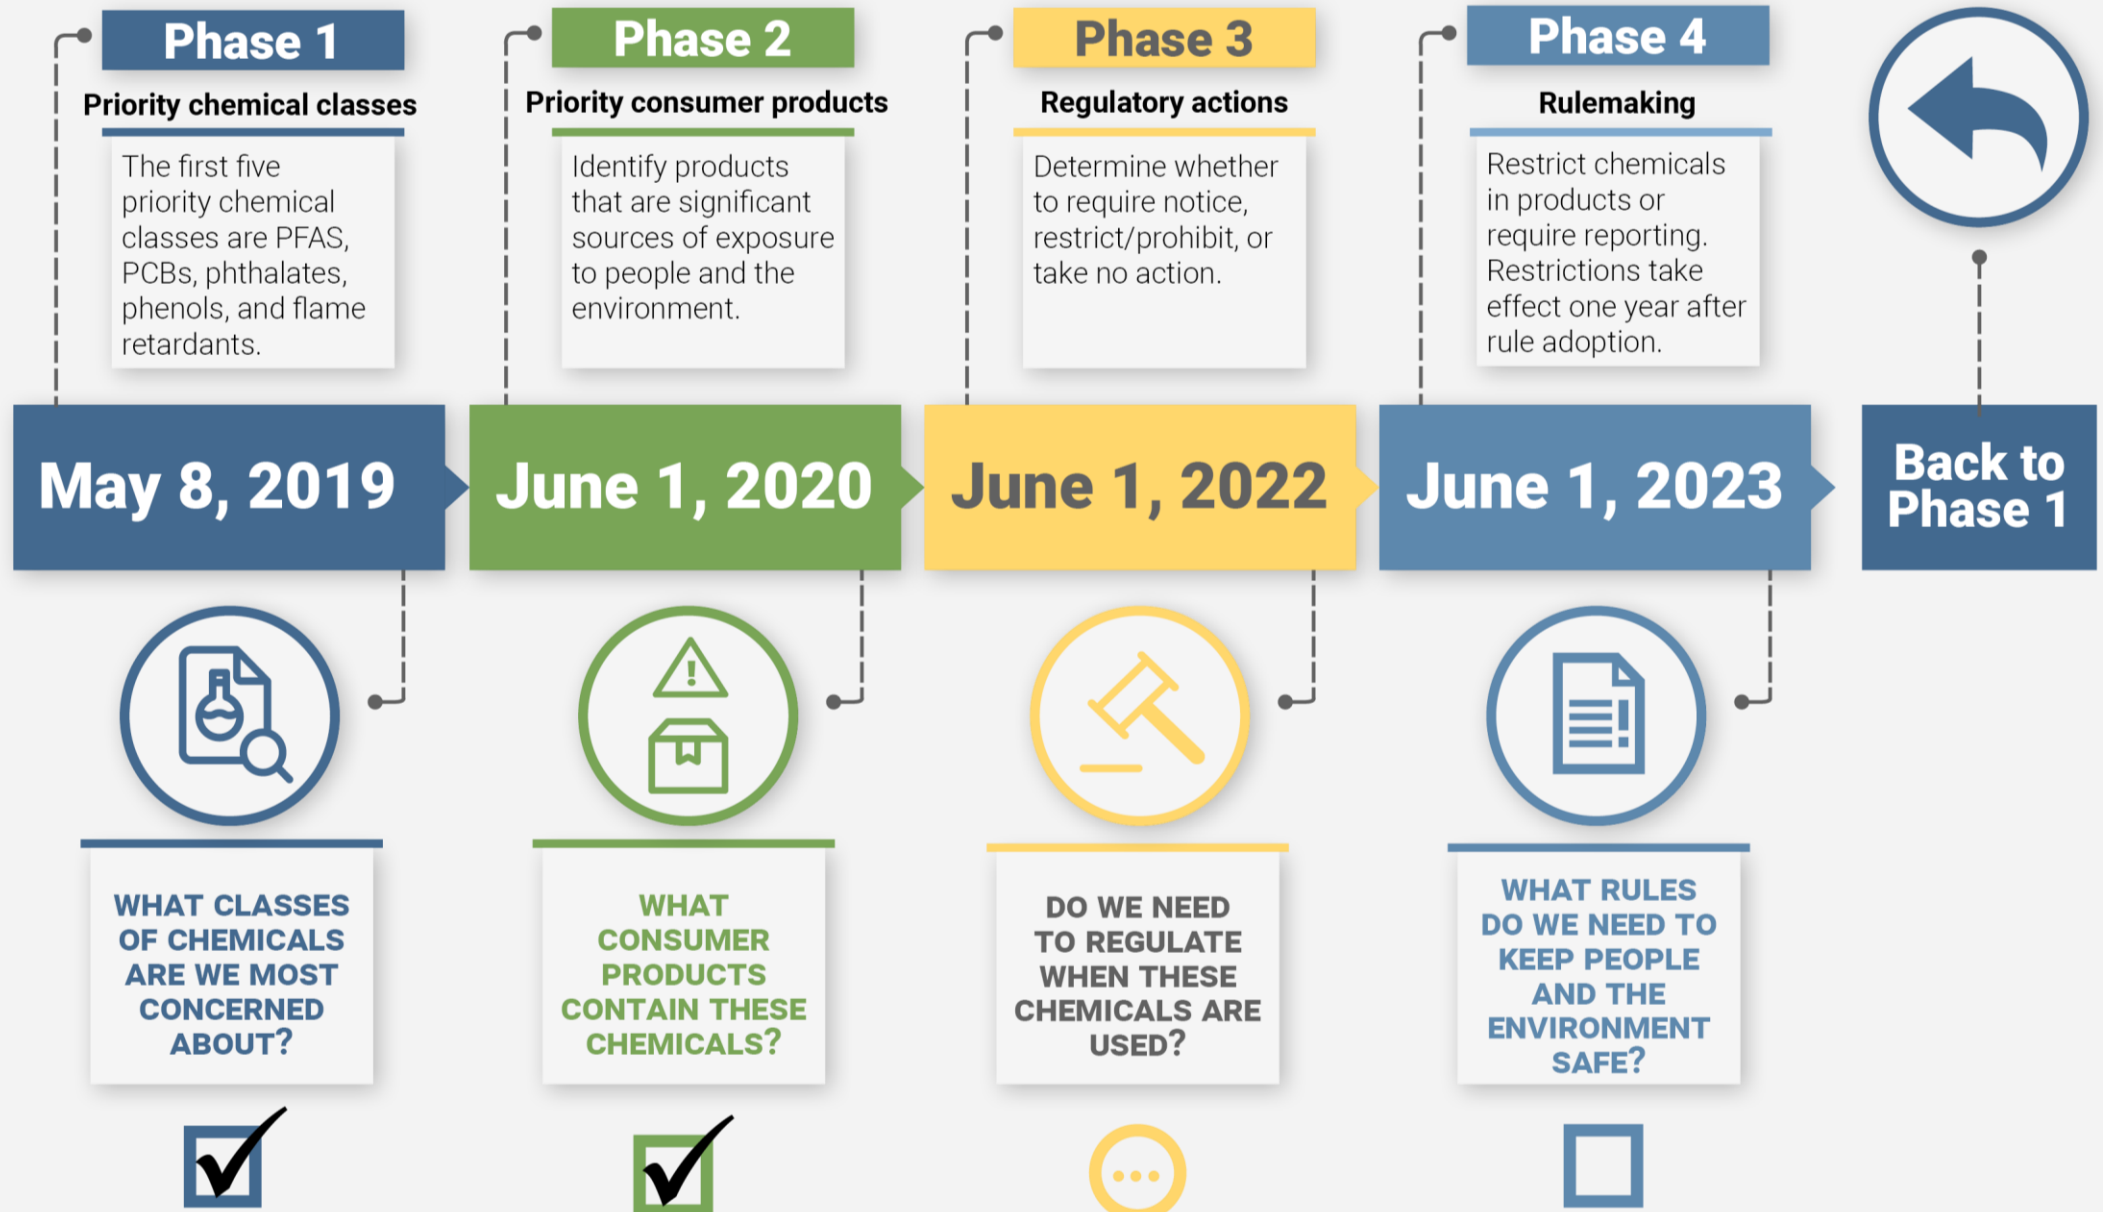 Phase 1
Priority chemical classes
The first five
priority chemical
classes are PFAS,
PCBs, phthalates,
phenols, and flame
retardants.
Phase 2
Priority consumer products
Identify products
that are significant
sources of exposure
to people and the
environment.
Phase 3
Regulatory actions
Determine whether
to require notice,
restrict/prohibit, or
take no action.
Phase 4
Rulemaking
Restrict chemicals
in products or
require reporting.
Restrictions take
effect one year after
rule adoption.
May 8, 2019
June 1, 2020
June 1, 2022
June 1, 2023
Back to
Phase 1
WHAT CLASSES
OF CHEMICALS
ARE WE MOST
CONCERNED
ABOUT?
WHAT
CONSUMER
PRODUCTS
CONTAIN THESE
CHEMICALS?
DO WE NEED
TO REGULATE
WHEN THESE
CHEMICALS ARE
USED?
WHAT RULES
DO WE NEED TO
KEEP PEOPLE
AND THE
ENVIRONMENT
SAFE?